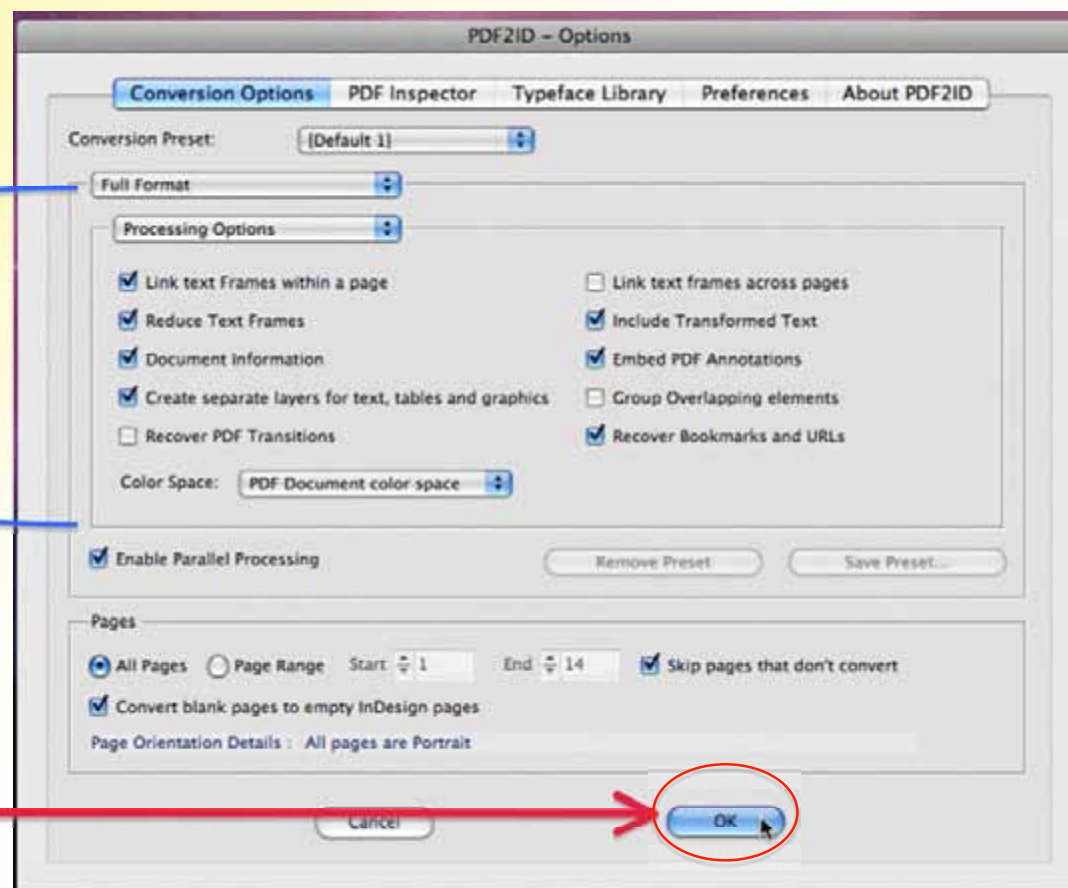 PDF2ID – Options
Conversion Options PDF Inspector Typeface Library Preferences About PDF2ID
Conversion Preset: [Default 1]
Full Format
Processing Options
Link text Frames within a page Link text frames across pages
Reduce Text Frames Include Transformed Text
Document Information Embed PDF Annotations
Create separate layers for text, tables and graphics Group Overlapping elements
Recover PDF Transitions Recover Bookmarks and URLs
Color Space: PDF Document color space
Enable Parallel Processing Remove Preset Save Preset...
Pages
All Pages Page Range Start 1 End 14 Skip pages that don't convert
Convert blank pages to empty InDesign pages
Page Orientation Details : All pages are Portrait
Cancel OK